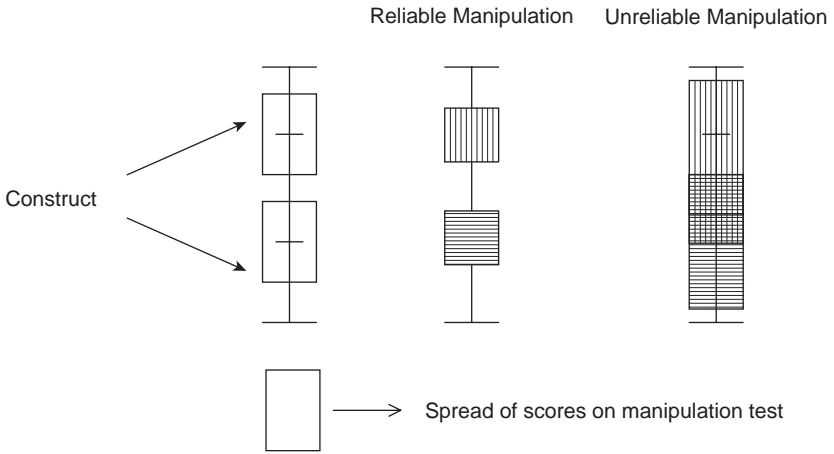 Reliable Manipulation
Unreliable Manipulation
Construct
Spread of scores on manipulation test